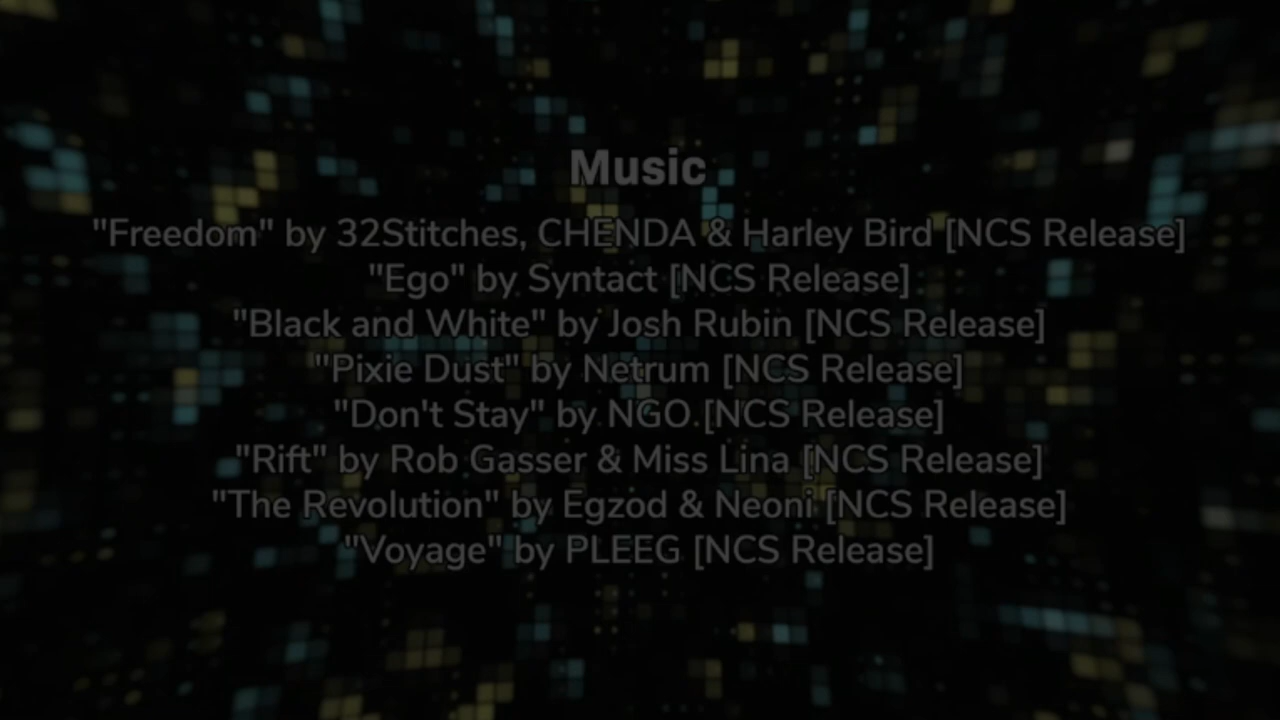 Music
"Freedom" by 32Stitches, CHENDA & Harley Bird [NCS Release]
"Ego" by Syntact [NCS Release]
"Black and White" by Josh Rubin [NCS Release]
"Pixie Dust" by Netrum [NCS Release]
"Don't Stay" by NGO [NCS Release]
"Rift" by Rob Gasser & Miss Lina [NCS Release]
"The Revolution" by Egzod & Neoni [NCS Release]
"Voyage" by PLEEG [NCS Release]